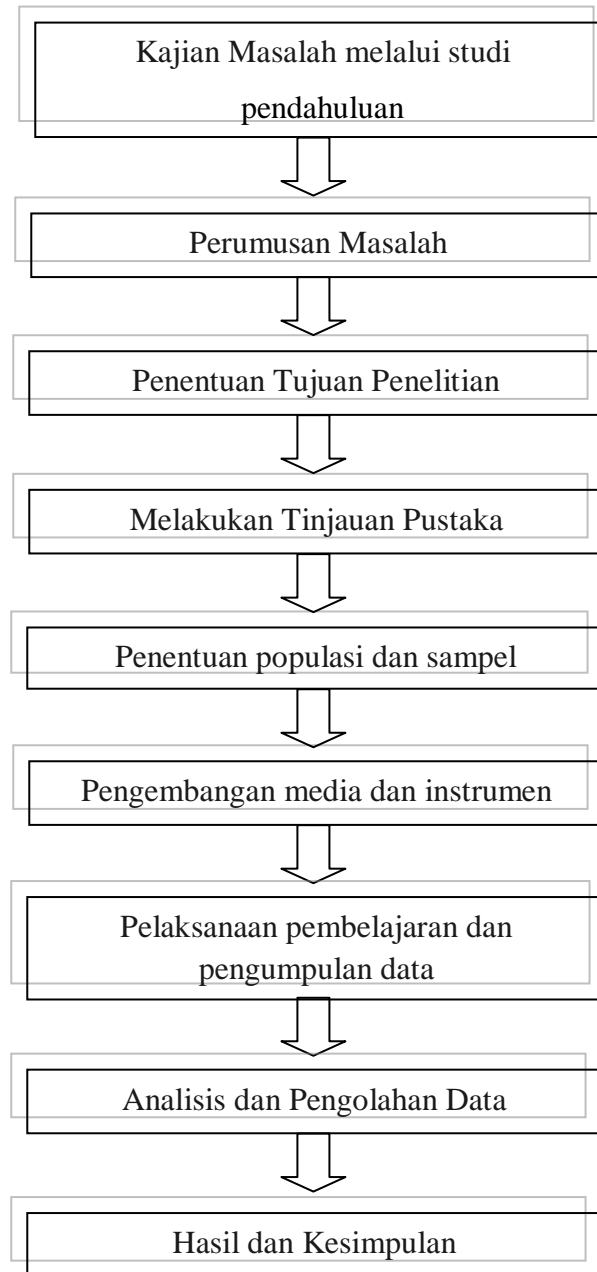 Kajian Masalah melalui studi
pendahuluan
Perumusan Masalah
Penentuan Tujuan Penelitian
Melakukan Tinjauan Pustaka
Penentuan populasi dan sampel
Pengembangan media dan instrumen
Pelaksanaan pembelajaran dan
pengumpulan data
Analisis dan Pengolahan Data
Hasil dan Kesimpulan